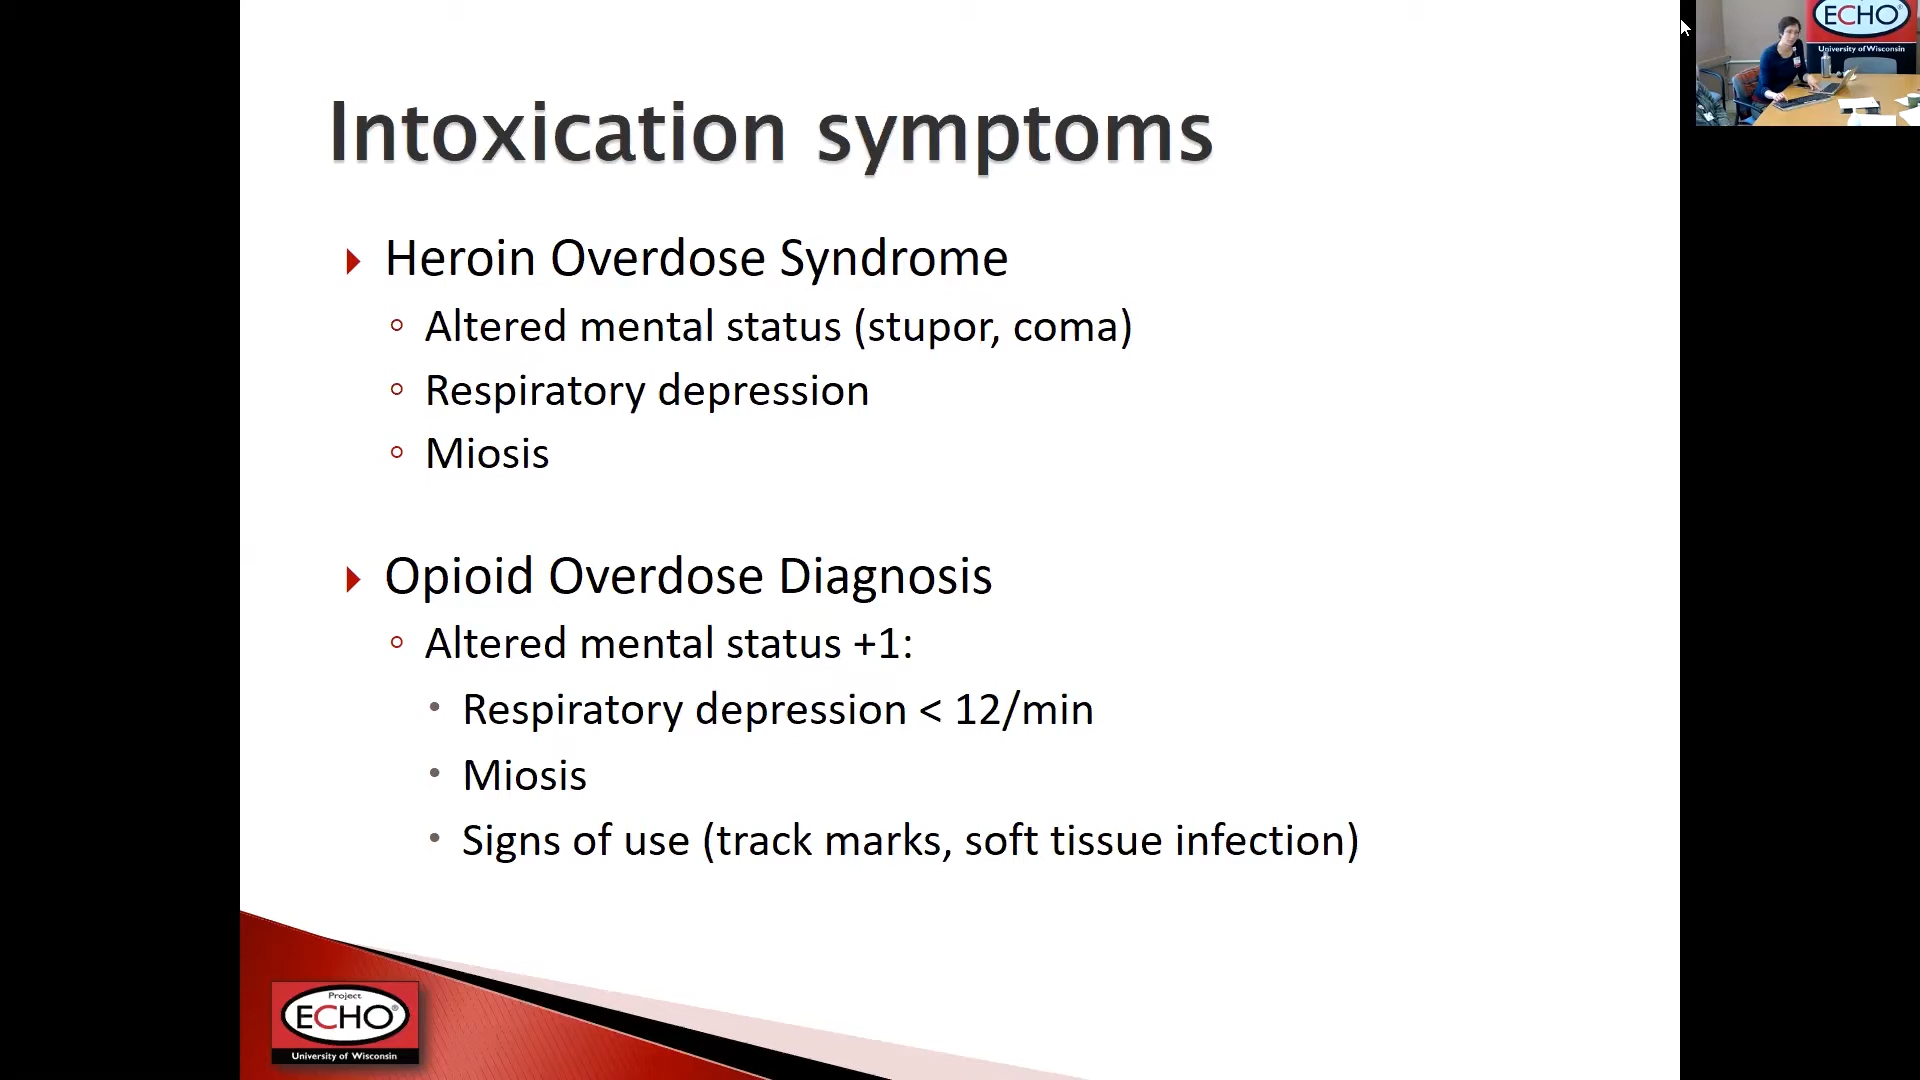 Intoxication symptoms
Heroin Overdose Syndrome
Altered mental status (stupor, coma)
Respiratory depression
Miosis
Opioid Overdose Diagnosis
Altered mental status +1:
Respiratory depression < 12/min
Miosis
Signs of use (track marks, soft tissue infection)
Project
ECHO®
University of Wisconsin
ECHO®
University of Wisconsin